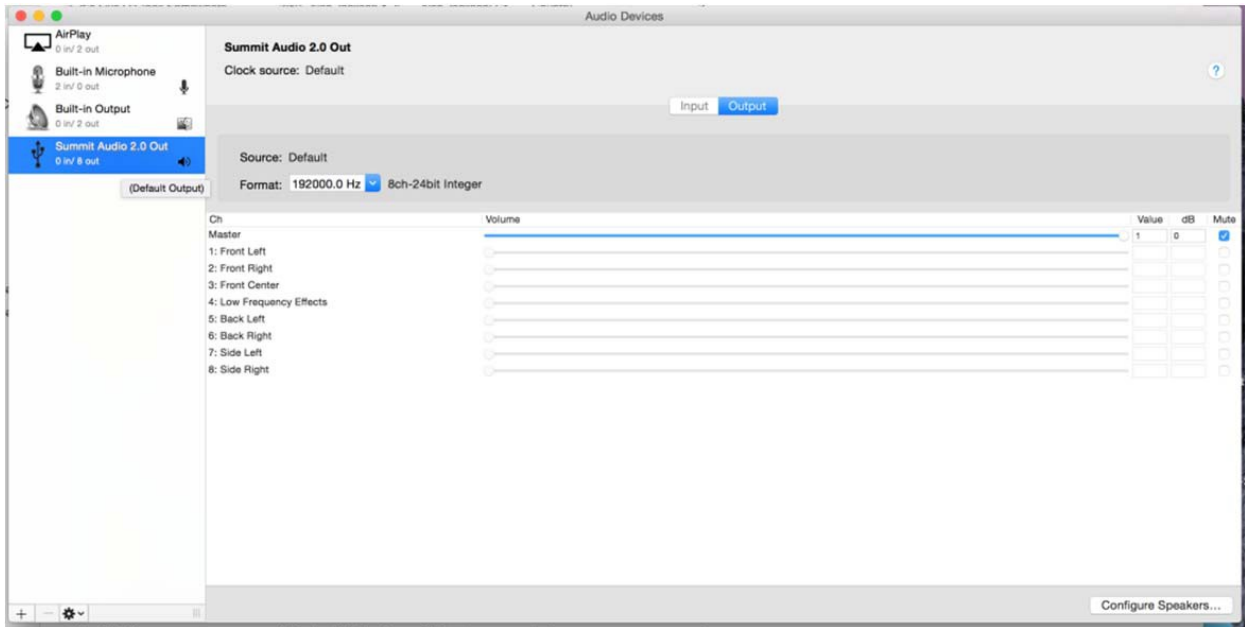 Audio Devices
AirPlay
0 in/ 2 out
Built-in Microphone
2 in/ 0 out
Built-in Output
0 in/ 2 out
Summit Audio 2.0 Out
0 in/ 8 out
(Default Output)
Summit Audio 2.0 Out
Clock source: Default
?
Input Output
Source: Default
Format: 192000.0 Hz 8ch-24bit Integer
Ch Volume Value dB Mute
Master 1 0
1: Front Left
2: Front Right
3: Front Center
4: Low Frequency Effects
5: Back Left
6: Back Right
7: Side Left
8: Side Right
Configure Speakers...